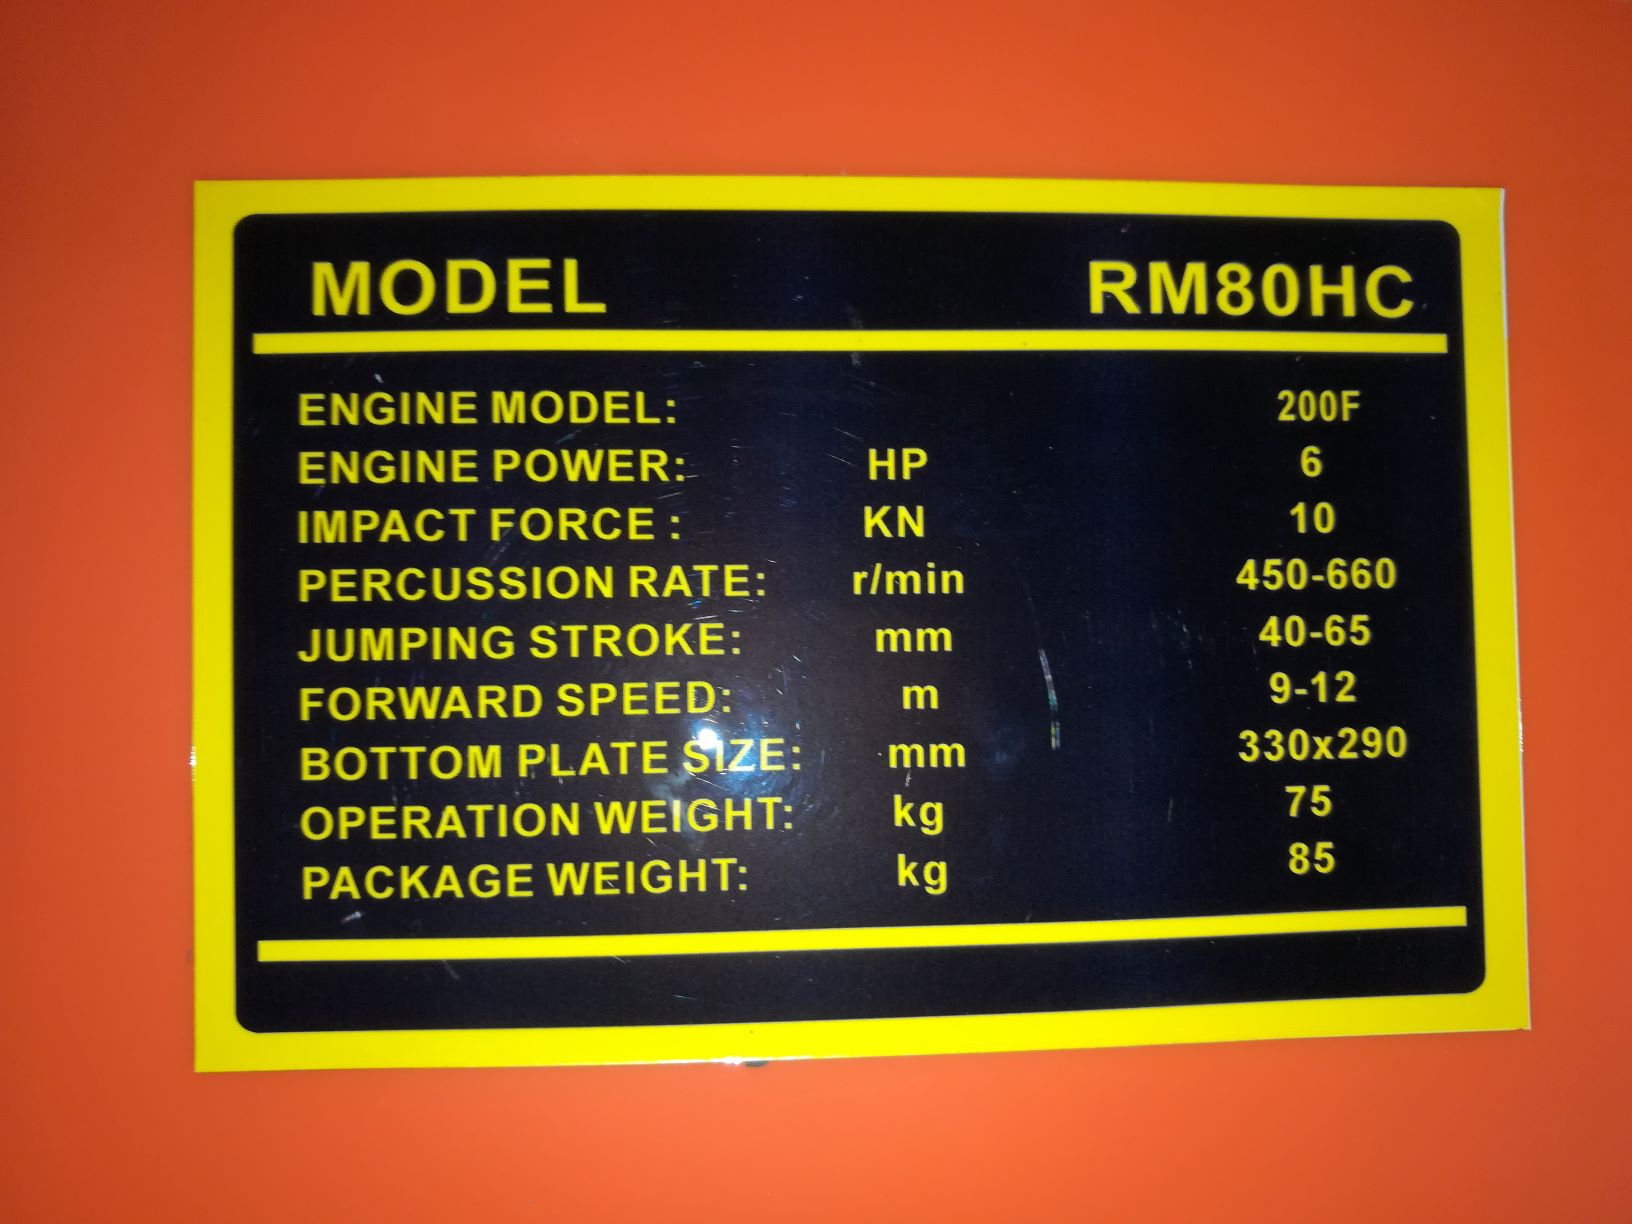 MODEL RM80HC
ENGINE MODEL: 200F
ENGINE POWER: HP 6
IMPACT FORCE : KN 10
PERCUSSION RATE: r/min 450-660
JUMPING STROKE: mm 40-65
FORWARD SPEED: m 9-12
BOTTOM PLATE SIZE: mm 330x290
OPERATION WEIGHT: kg 75
PACKAGE WEIGHT: kg 85